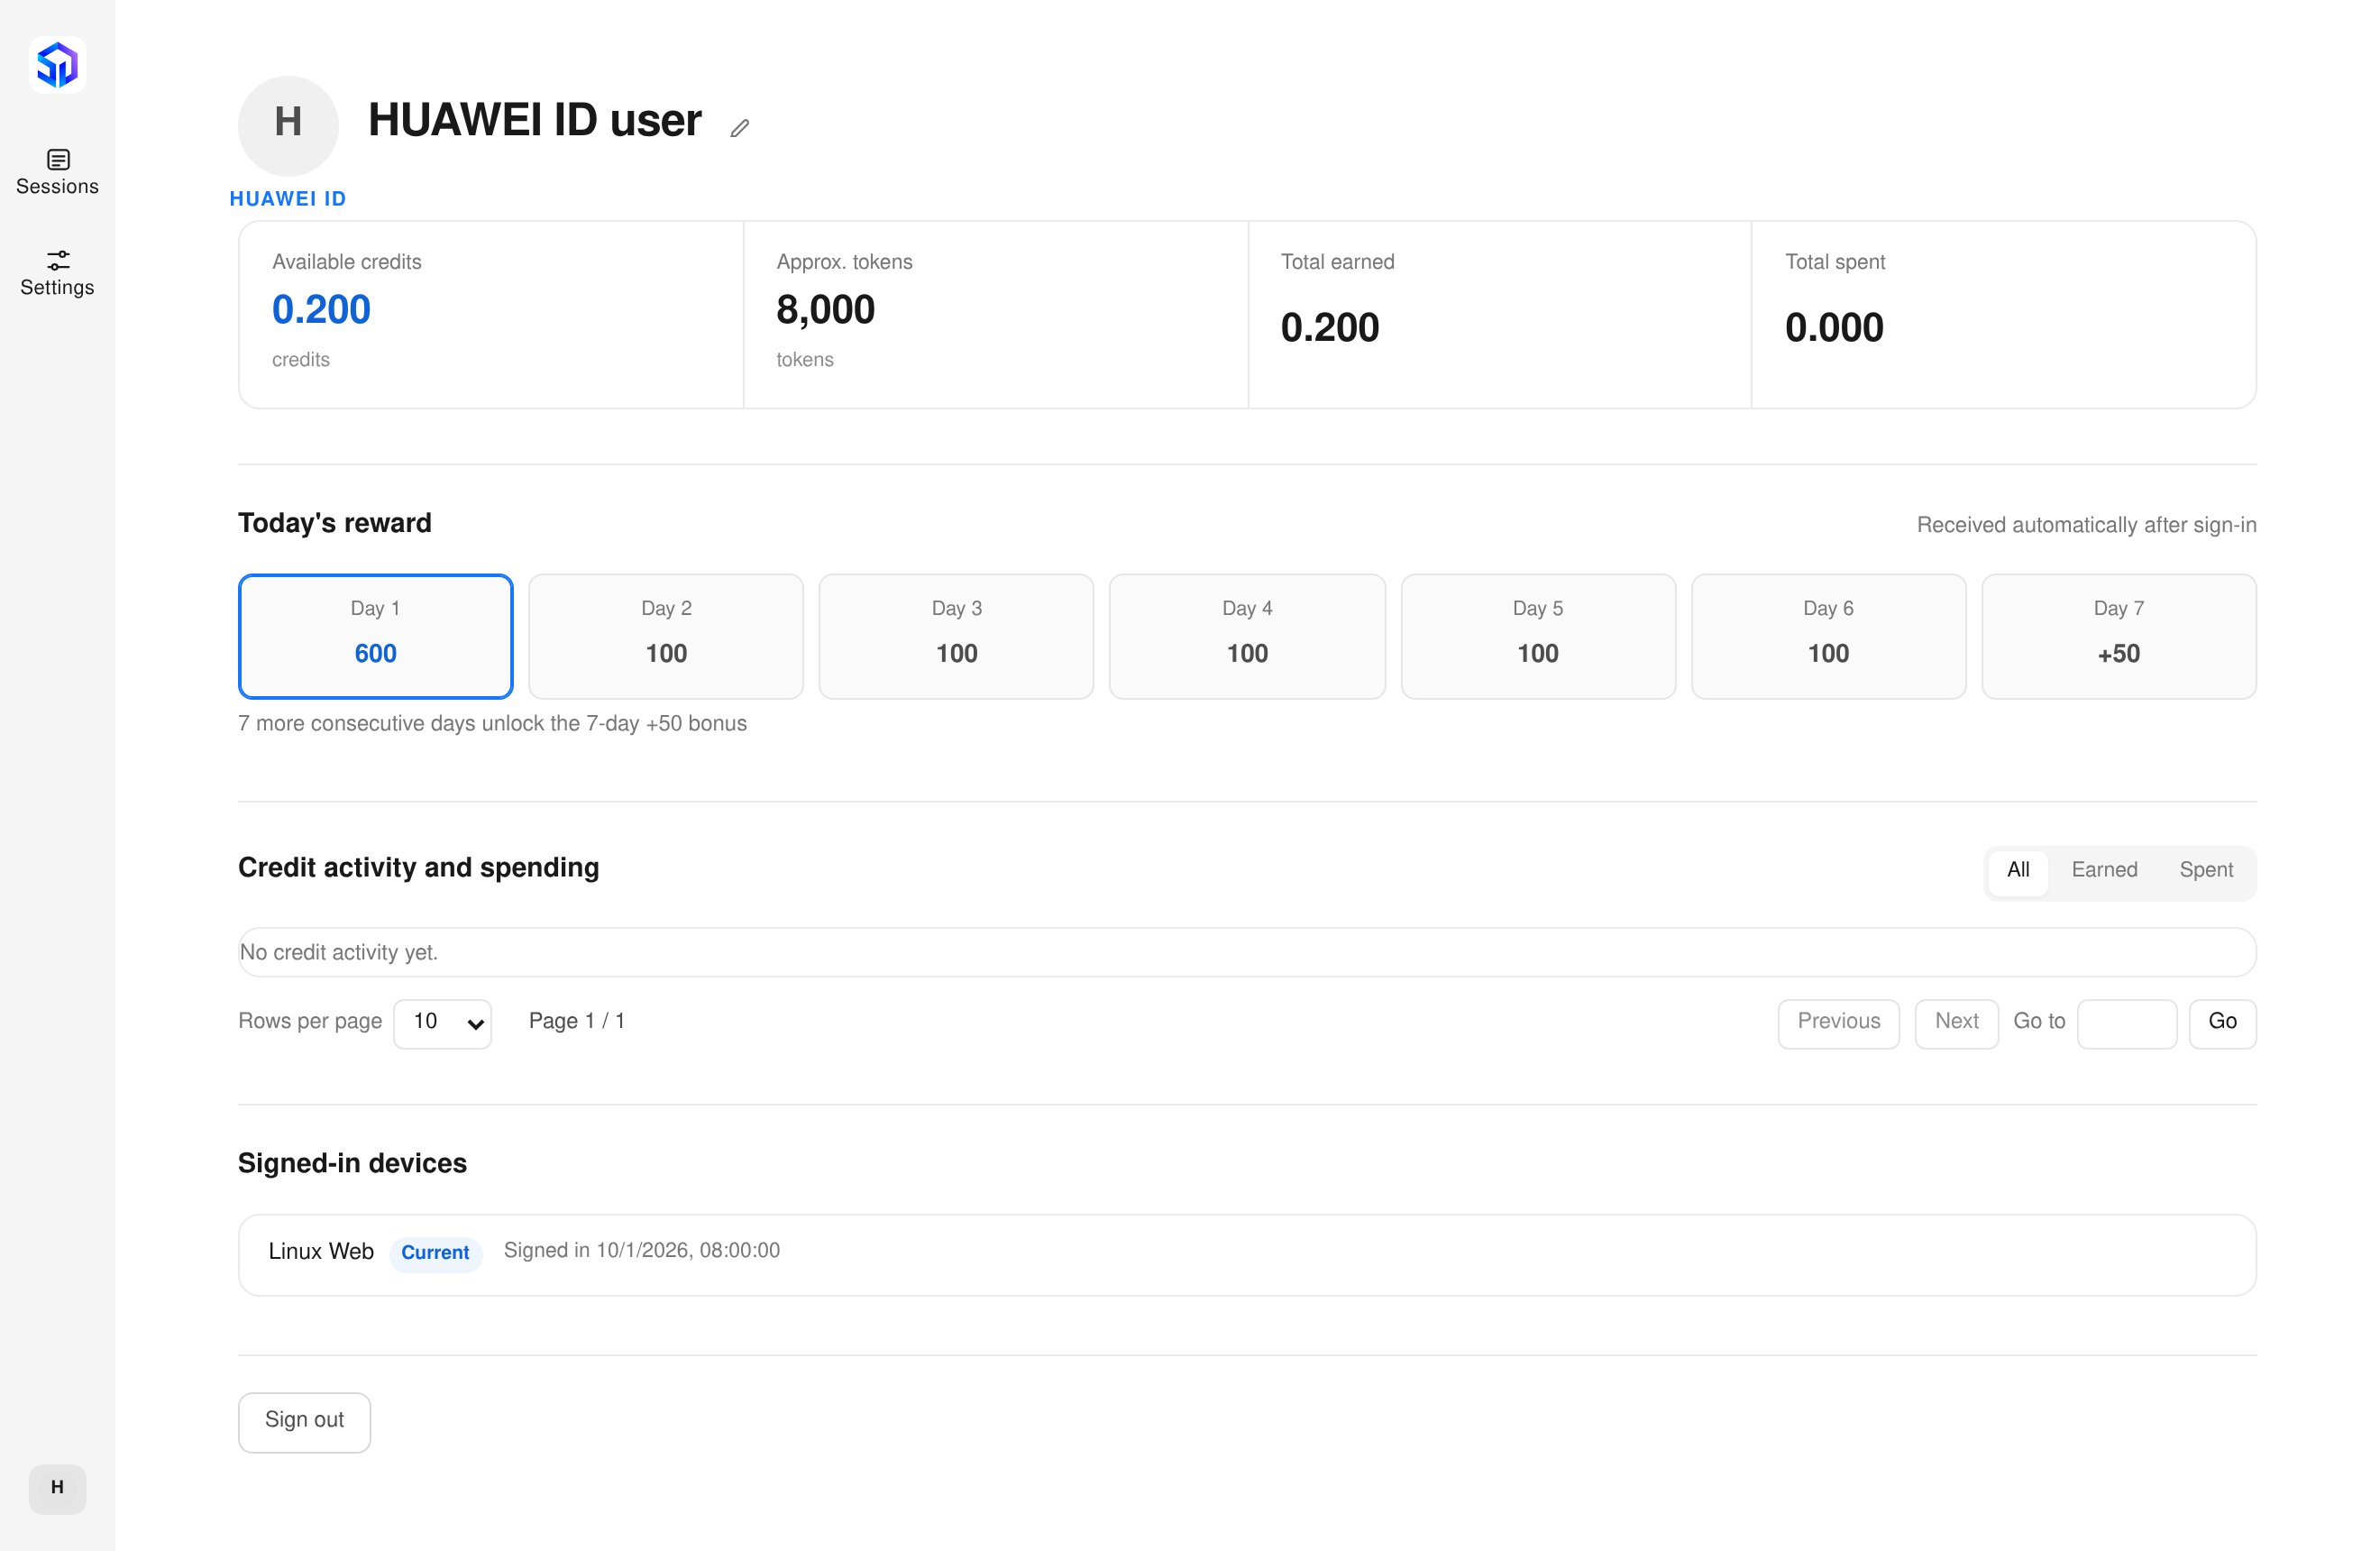 Sessions
Settings
H
HUAWEI ID user
HUAWEI ID
Available credits
0.200
credits
Approx. tokens
8,000
tokens
Total earned
0.200
Total spent
0.000
Today's reward
Received automatically after sign-in
Day 1
600
Day 2
100
Day 3
100
Day 4
100
Day 5
100
Day 6
100
Day 7
+50
7 more consecutive days unlock the 7-day +50 bonus
Credit activity and spending
All Earned Spent
No credit activity yet.
Rows per page 10 Page 1 / 1
Previous Next Go to Go
Signed-in devices
Linux Web Current Signed in 10/1/2026, 08:00:00
Sign out
H